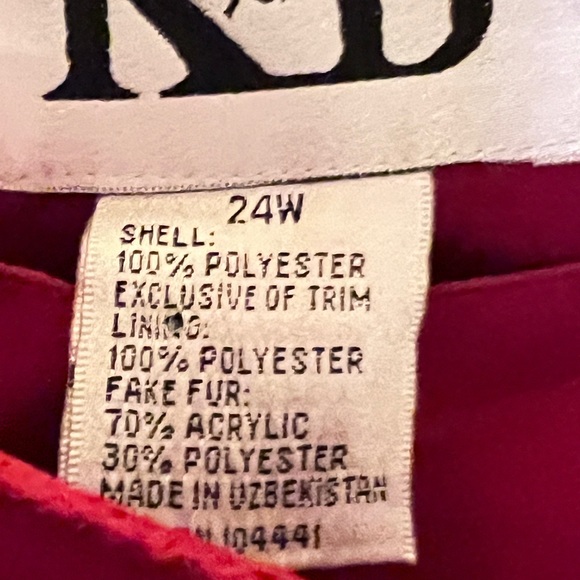 24W
SHELL:
100% POLYESTER
EXCLUSIVE OF TRIM
LINING:
100% POLYESTER
FAKE FUR:
70% ACRYLIC
30% POLYESTER
MADE IN UZBEKISTAN
104441